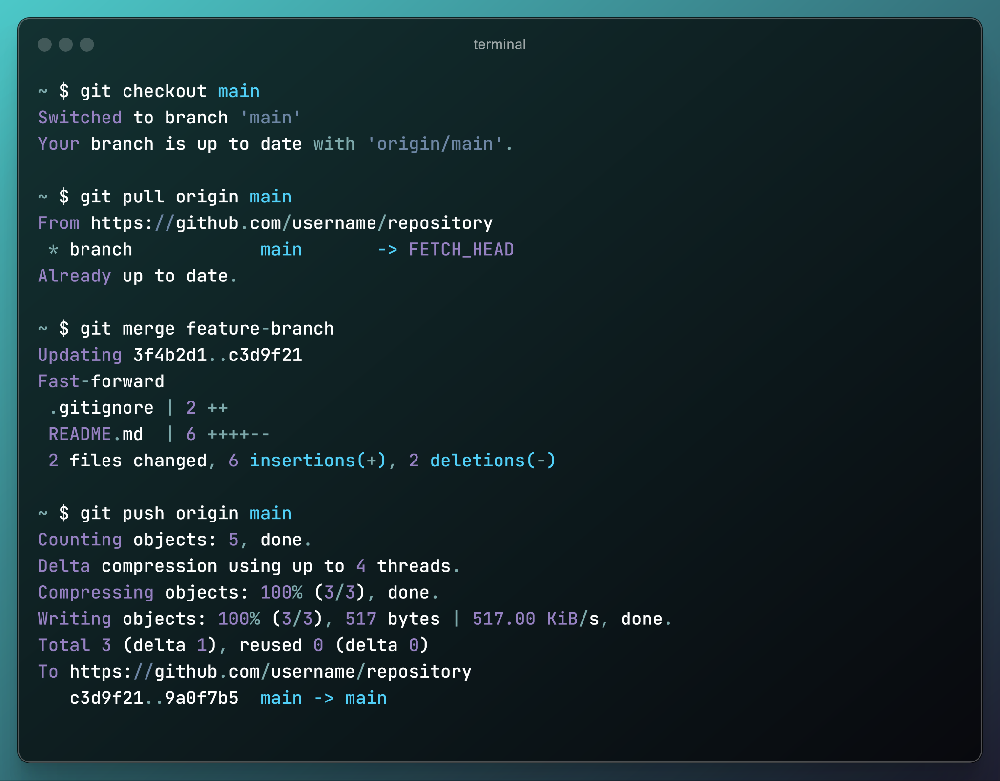 terminal
~ $ git checkout main
Switched to branch 'main'
Your branch is up to date with 'origin/main'.
~ $ git pull origin main
From https://github.com/username/repository
 * branch            main       -> FETCH_HEAD
Already up to date.
~ $ git merge feature-branch
Updating 3f4b2d1..c3d9f21
Fast-forward
 .gitignore | 2 ++
 README.md  | 6 ++++--
 2 files changed, 6 insertions(+), 2 deletions(-)
~ $ git push origin main
Counting objects: 5, done.
Delta compression using up to 4 threads.
Compressing objects: 100% (3/3), done.
Writing objects: 100% (3/3), 517 bytes | 517.00 KiB/s, done.
Total 3 (delta 1), reused 0 (delta 0)
To https://github.com/username/repository
   c3d9f21..9a0f7b5  main -> main